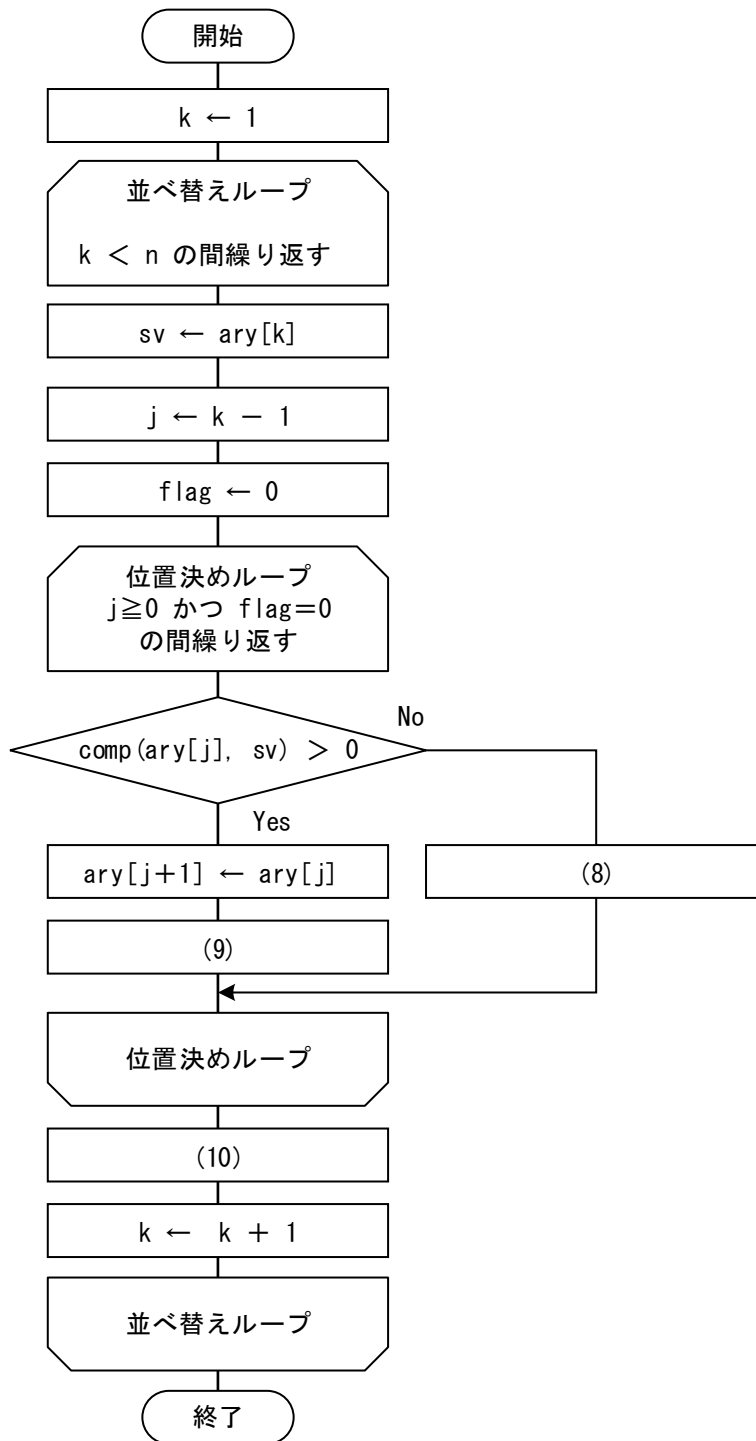 開始
k ← 1
並べ替えループ
k < n の間繰り返す
sv ← ary[k]
j ← k − 1
flag ← 0
位置決めループ
j≧0 かつ flag=0
の間繰り返す
comp(ary[j], sv) > 0
No
Yes
ary[j+1] ← ary[j]
(8)
(9)
位置決めループ
(10)
k ← k + 1
並べ替えループ
終了